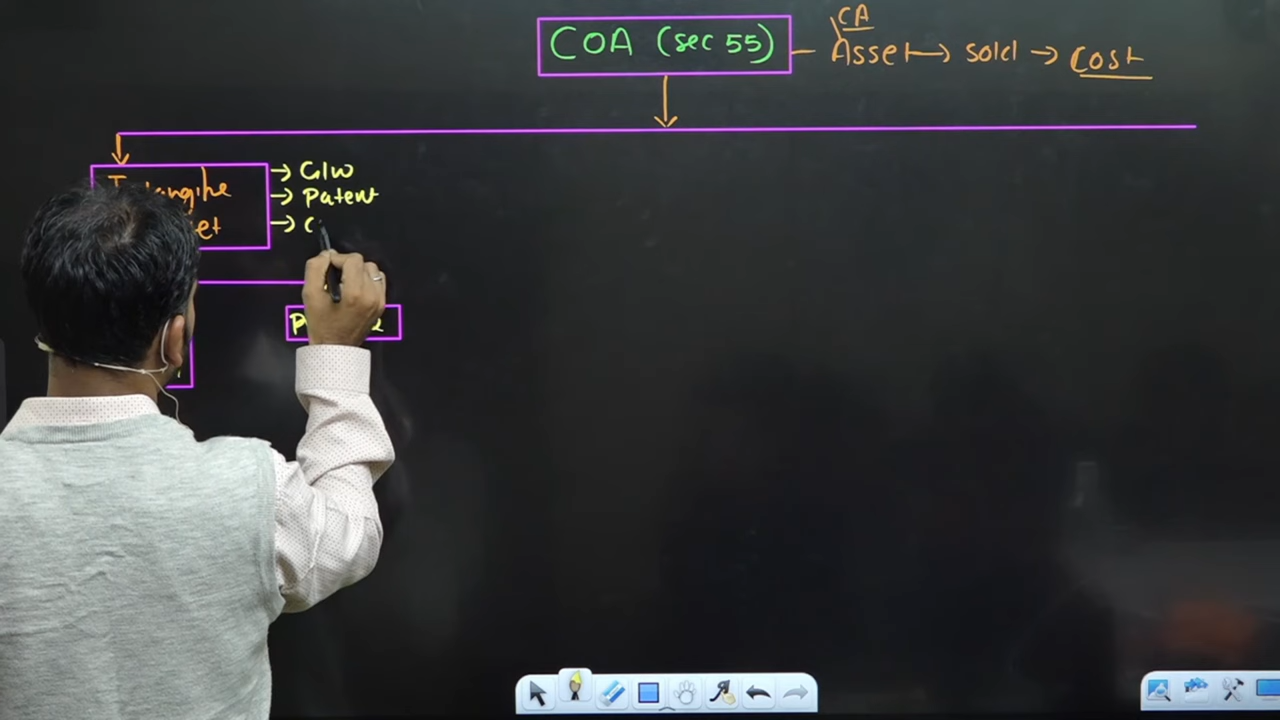 CA
COA (sec 55) - Asset → sold → Cost
→ G/w
→ Patent
→ C